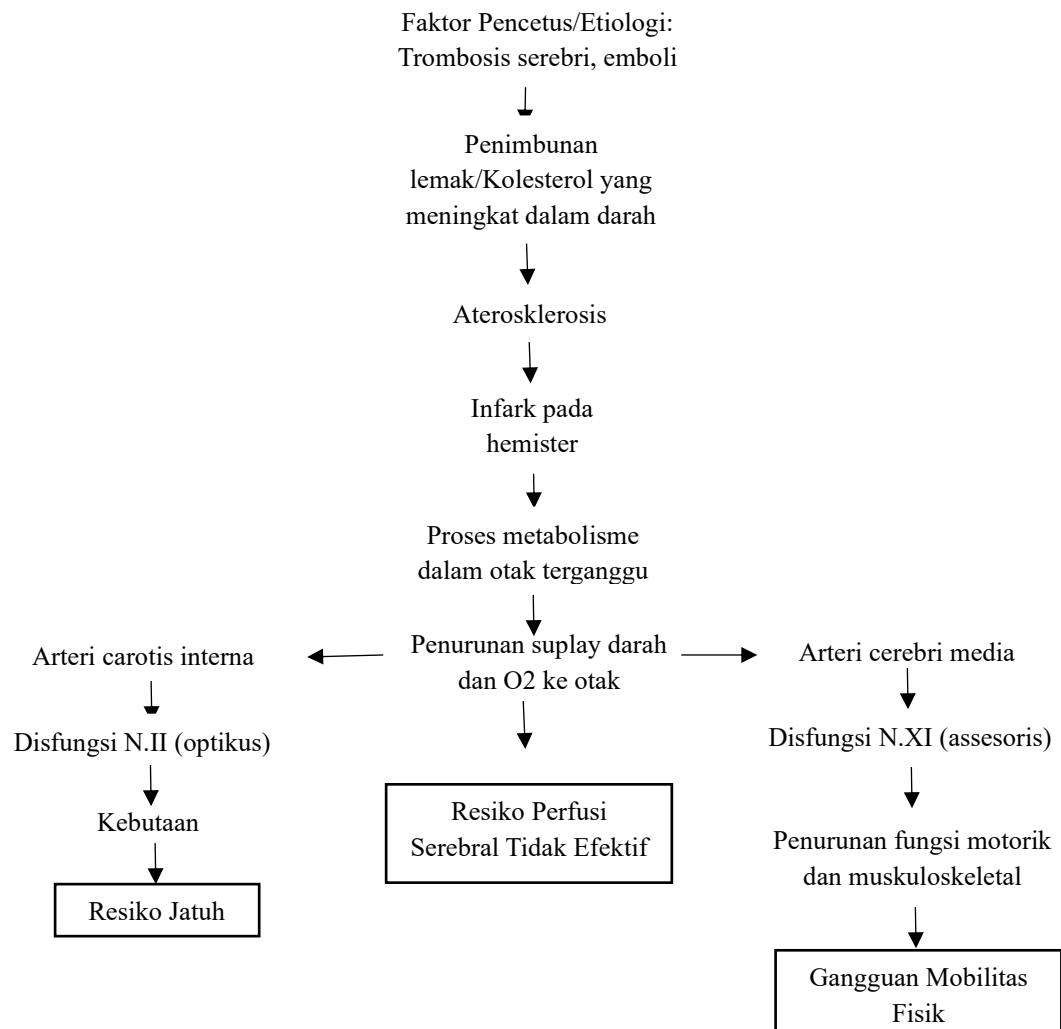 Faktor Pencetus/Etiologi:
Trombosis serebri, emboli
Penimbunan
lemak/Kolesterol yang
meningkat dalam darah
Aterosklerosis
Infark pada
hemister
Proses metabolisme
dalam otak terganggu
Arteri carotis interna
Penurunan suplay darah
dan O2 ke otak
Arteri cerebri media
Disfungsi N.II (optikus)
Disfungsi N.XI (assesoris)
Kebutaan
Resiko Perfusi
Serebral Tidak Efektif
Penurunan fungsi motorik
dan muskuloskeletal
Resiko Jatuh
Gangguan Mobilitas
Fisik